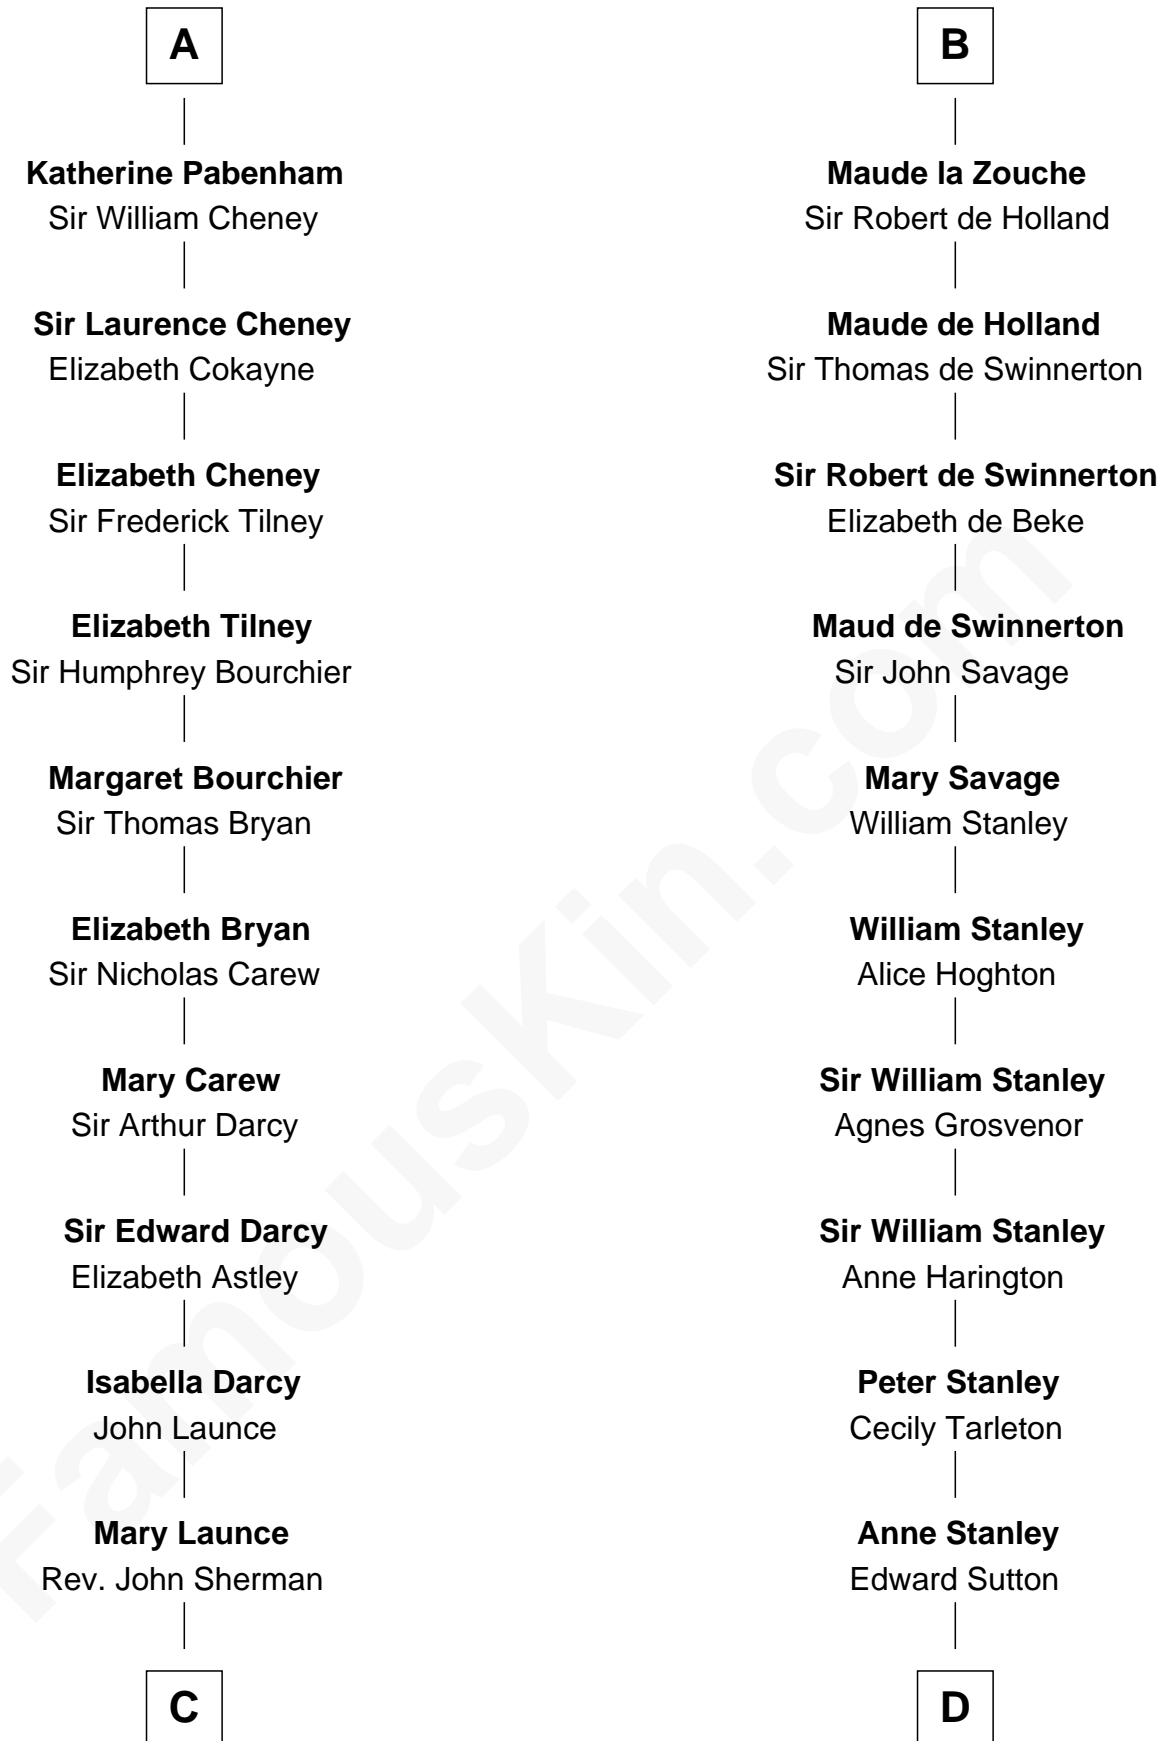 A
Katherine Pabenham
Sir William Cheney
Sir Laurence Cheney
Elizabeth Cokayne
Elizabeth Cheney
Sir Frederick Tilney
Elizabeth Tilney
Sir Humphrey Bourchier
Margaret Bourchier
Sir Thomas Bryan
Elizabeth Bryan
Sir Nicholas Carew
Mary Carew
Sir Arthur Darcy
Sir Edward Darcy
Elizabeth Astley
Isabella Darcy
John Launce
Mary Launce
Rev. John Sherman
C
B
Maude la Zouche
Sir Robert de Holland
Maude de Holland
Sir Thomas de Swinnerton
Sir Robert de Swinnerton
Elizabeth de Beke
Maud de Swinnerton
Sir John Savage
Mary Savage
William Stanley
William Stanley
Alice Hoghton
Sir William Stanley
Agnes Grosvenor
Sir William Stanley
Anne Harington
Peter Stanley
Cecily Tarleton
Anne Stanley
Edward Sutton
D
FamousKin.com